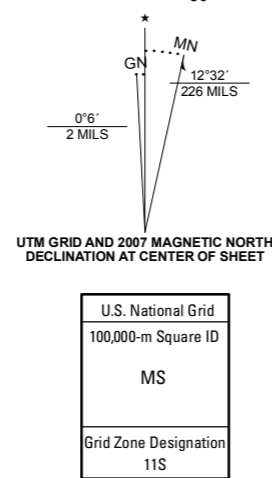 ★
MN
GN
0°6´
2 MILS
12°32´
226 MILS
UTM GRID AND 2007 MAGNETIC NORTH
DECLINATION AT CENTER OF SHEET
U.S. National Grid
100,000-m Square ID
MS
Grid Zone Designation
11S